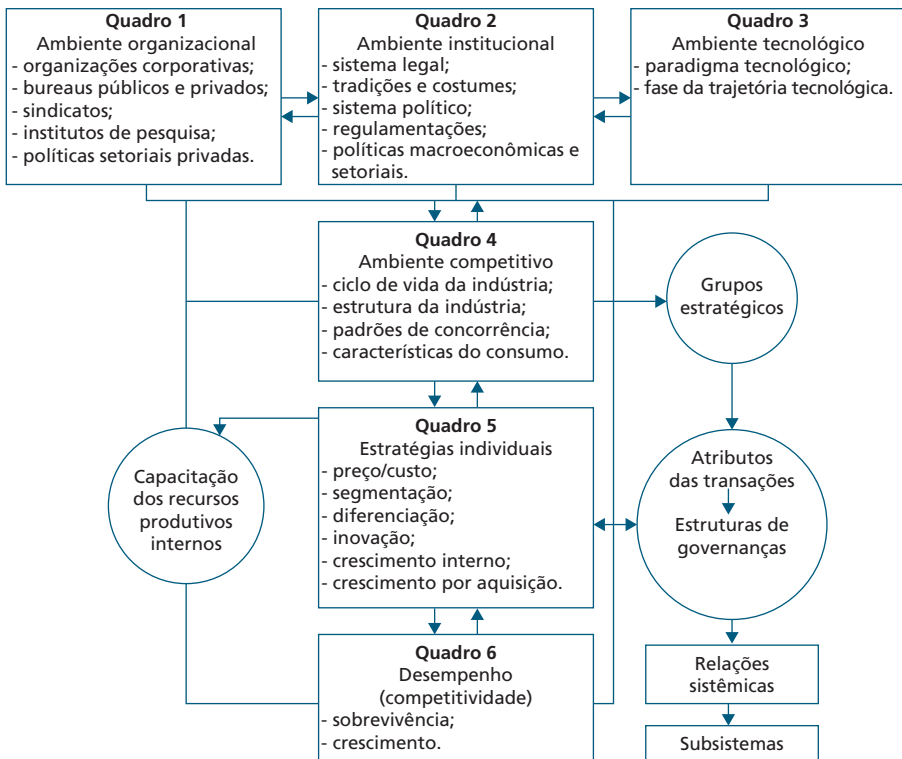 Quadro 1
Ambiente organizacional
- organizações corporativas;
- bureaus públicos e privados;
- sindicatos;
- institutos de pesquisa;
- políticas setoriais privadas.
Quadro 2
Ambiente institucional
- sistema legal;
- tradições e costumes;
- sistema político;
- regulamentações;
- políticas macroeconômicas e
setoriais.
Quadro 3
Ambiente tecnológico
- paradigma tecnológico;
- fase da trajetória tecnológica.
Quadro 4
Ambiente competitivo
- ciclo de vida da indústria;
- estrutura da indústria;
- padrões de concorrência;
- características do consumo.
Grupos
estratégicos
Capacitação
dos recursos
produtivos
internos
Quadro 5
Estratégias individuais
- preço/custo;
- segmentação;
- diferenciação;
- inovação;
- crescimento interno;
- crescimento por aquisição.
Atributos
das transações
Estruturas de
governanças
Quadro 6
Desempenho
(competitividade)
- sobrevivência;
- crescimento.
Relações
sistêmicas
Subsistemas